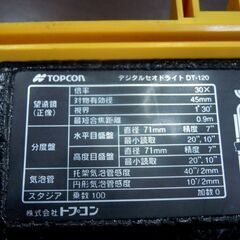 TOPCON デジタルセオドライト DT-120
望遠鏡 (正像) 倍率 30×
対物有効径 45mm
視界 1°30'
最短合焦距離 0.9m
分度盤 水平目盛盤 直径 71mm 精度 7"
最小読取 20", 10"
高度目盛盤 直径 71mm 精度 7"
最小読取 20", 10"
気泡管 托架気泡管感度 40"/2mm
円形気泡管感度 10'/2mm
スタジア 乗数 100 加数 0
株式会社 トプコン